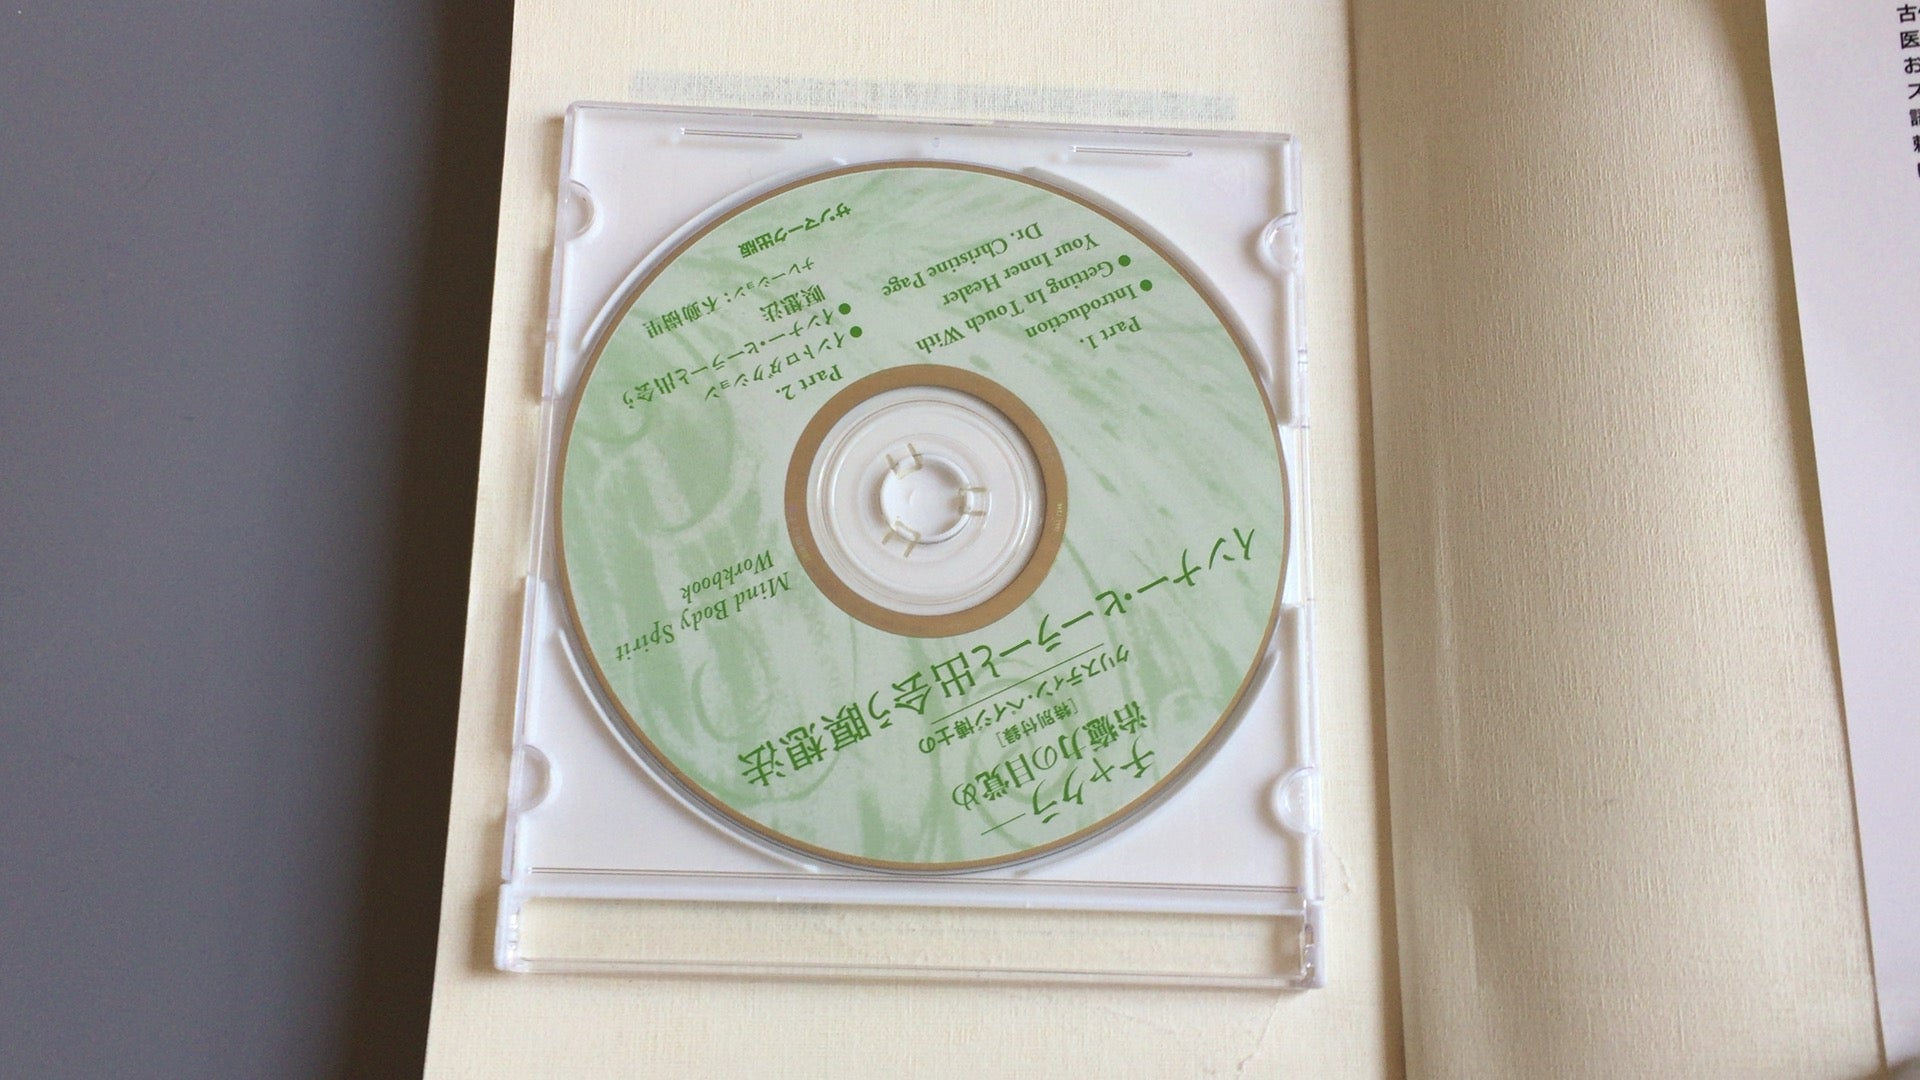 チャクラ
治癒力の目覚め
[特別付録]
クリスティン・ペイジ博士の
インナー・ヒーラーと出会う瞑想法
Mind Body Spirit
Workbook
Part 1.
●Introduction
●Getting In Touch With
Your Inner Healer
Dr. Christine Page
Part 2.
●イントロダクション
●インナー・ヒーラーと出会う
瞑想法
ナレーション：不動樹里
サンマーク出版